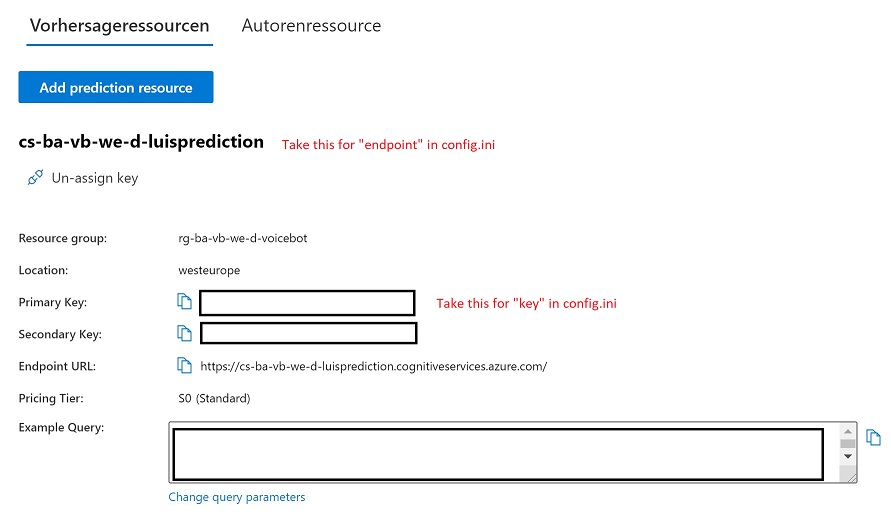 Vorhersageressourcen Autorenressource
Add prediction resource
cs-ba-vb-we-d-luisprediction Take this for "endpoint" in config.ini
Un-assign key
Resource group: rg-ba-vb-we-d-voicebot
Location: westeurope
Primary Key: Take this for "key" in config.ini
Secondary Key:
Endpoint URL: https://cs-ba-vb-we-d-luisprediction.cognitiveservices.azure.com/
Pricing Tier: S0 (Standard)
Example Query:
Change query parameters